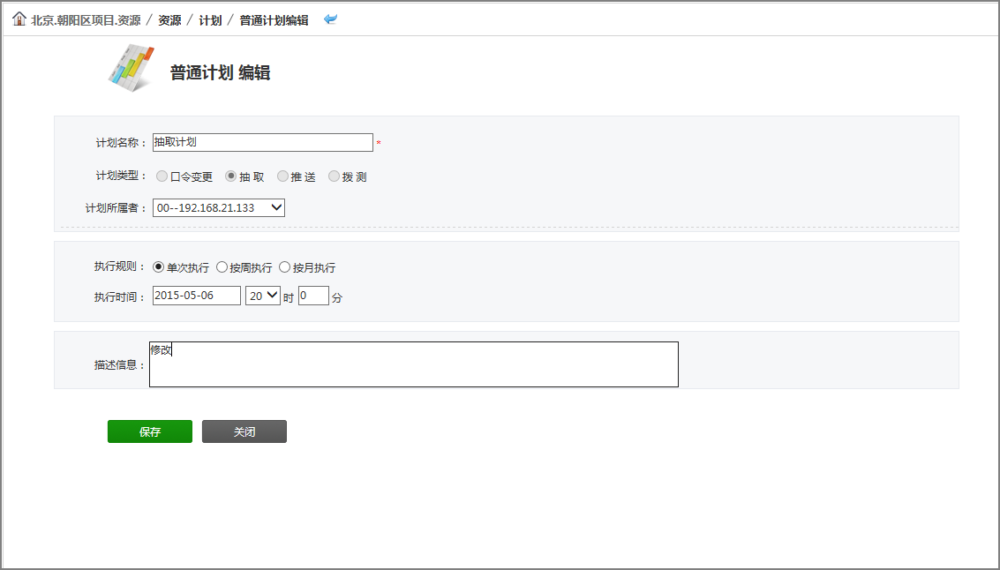 北京.朝阳区项目.资源 / 资源 / 计划 / 普通计划编辑
普通计划 编辑
计划名称： 抽取计划 *
计划类型： 口令变更 抽 取 推 送 拨 测
计划所属者： 00--192.168.21.133
执行规则： 单次执行 按周执行 按月执行
执行时间： 2015-05-06 20 时 0 分
描述信息： 修改
保存 关闭